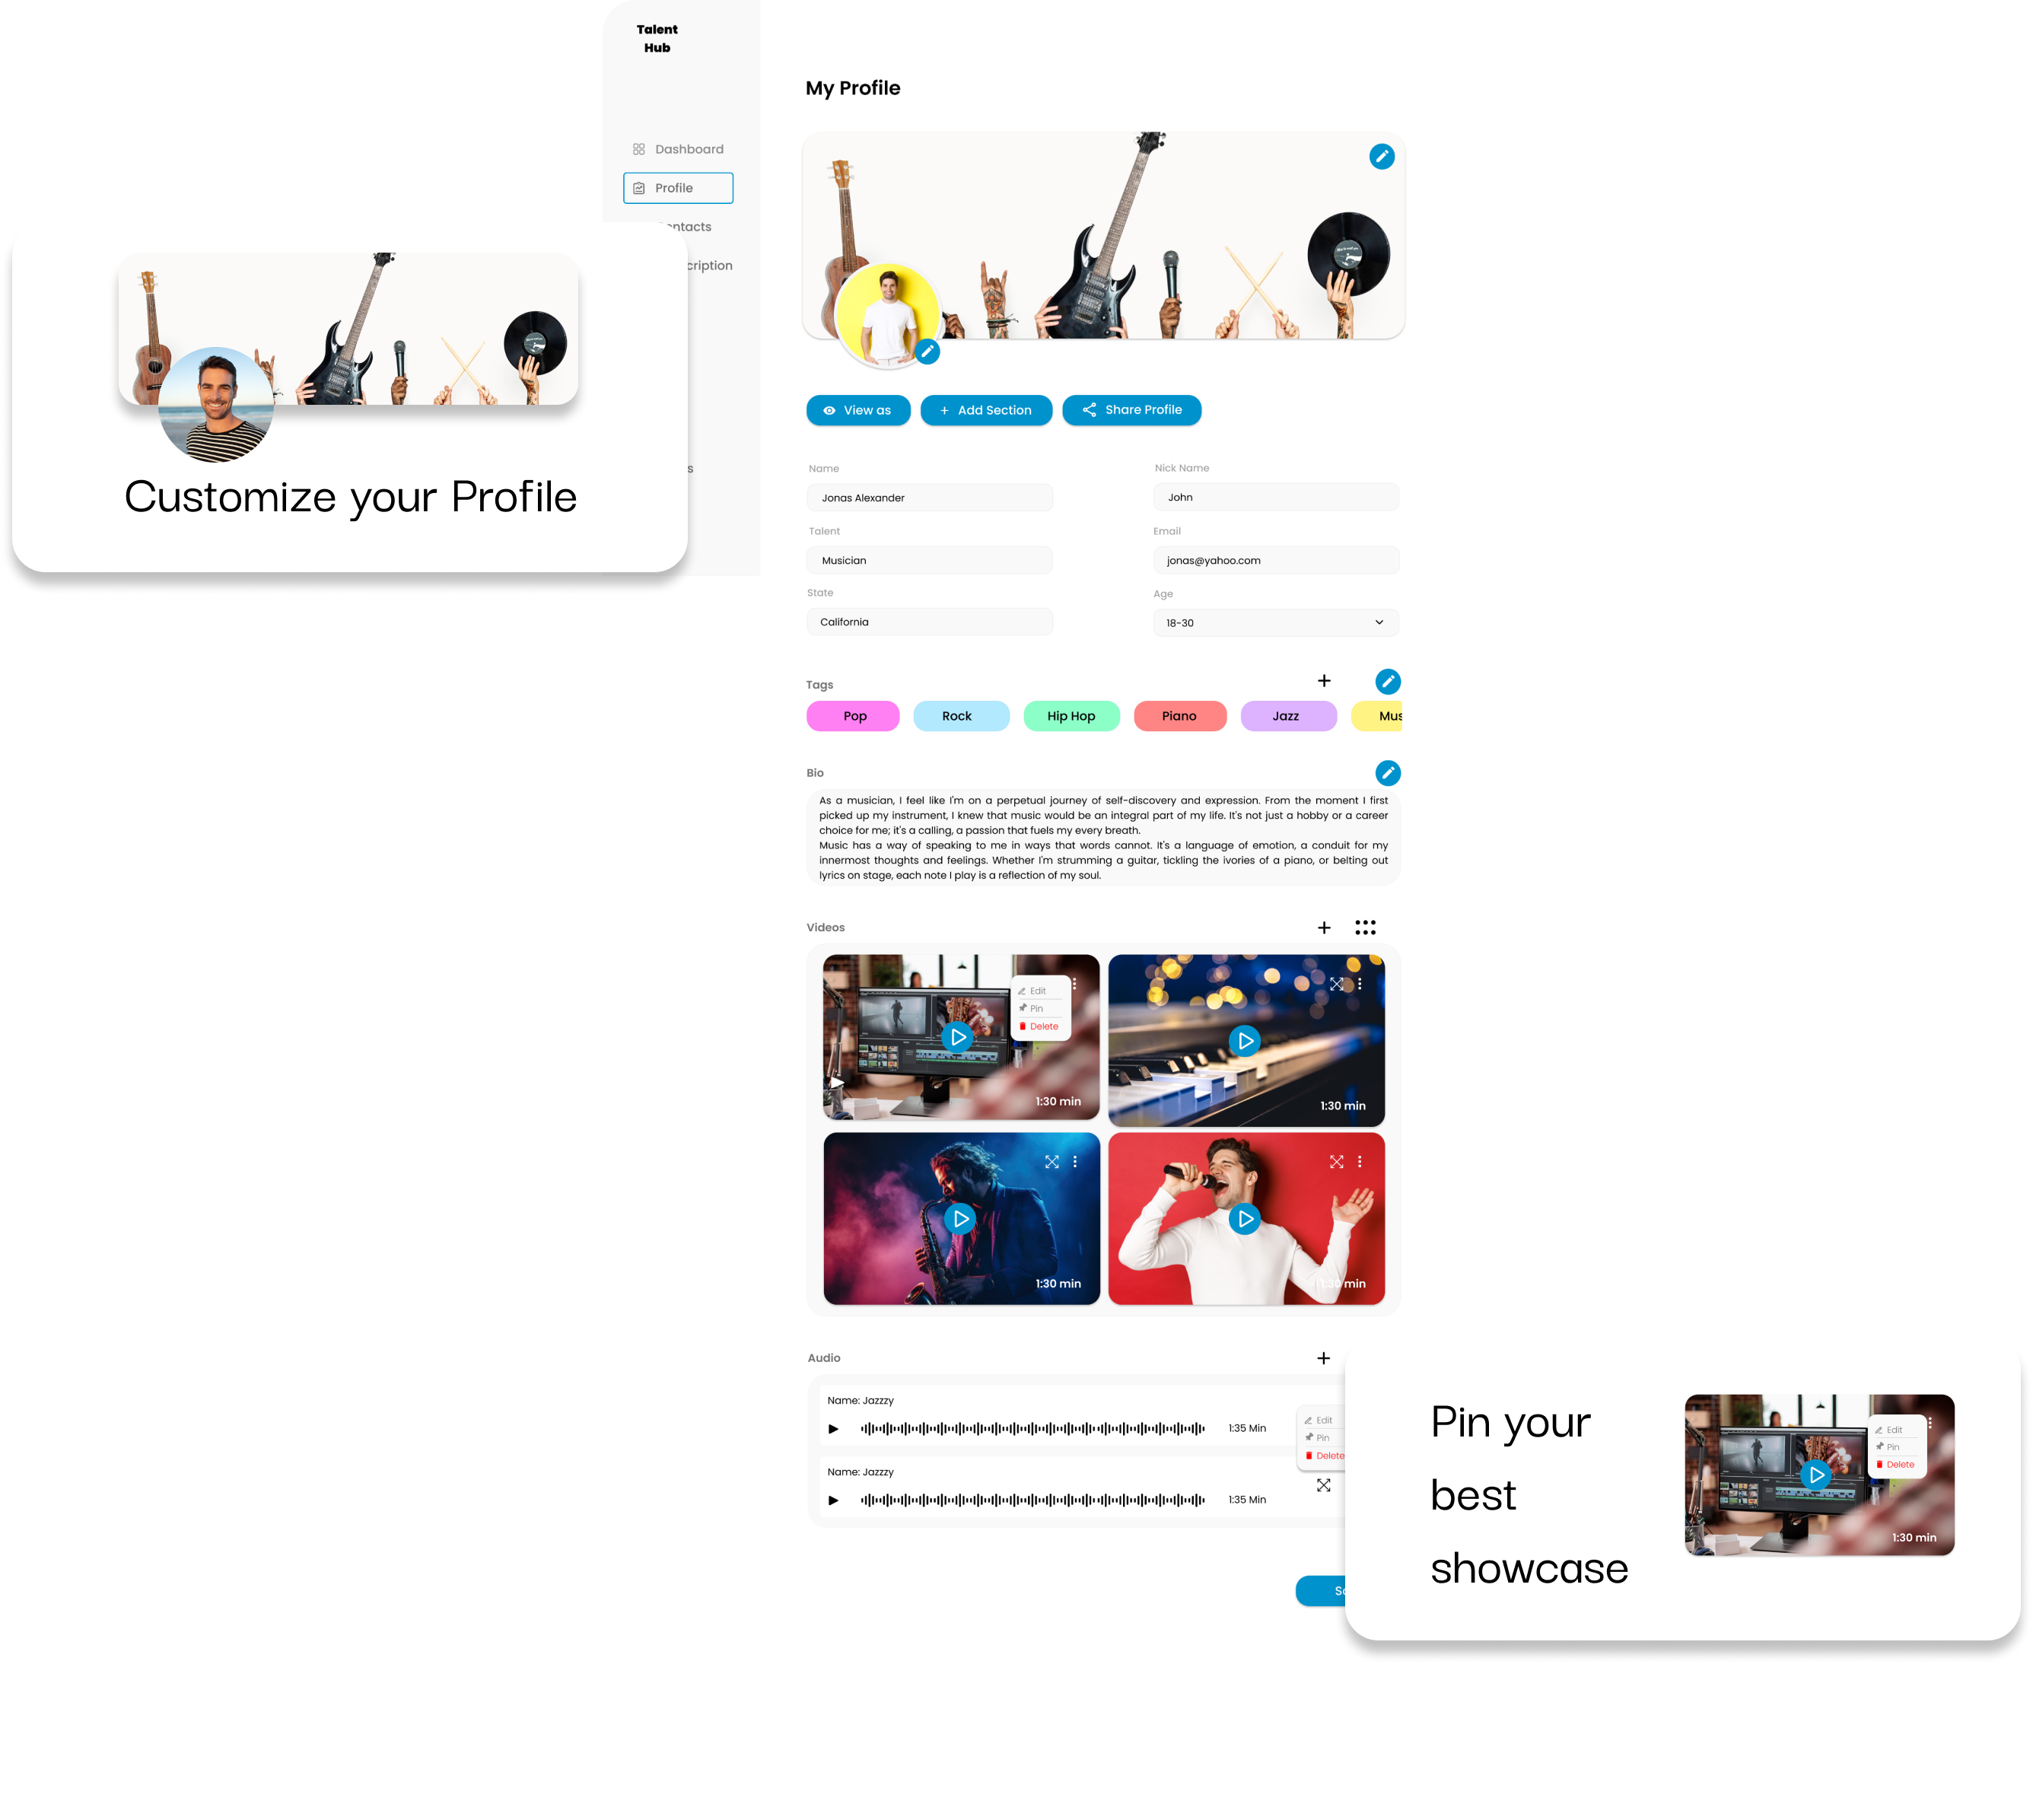 Talent
Hub
Dashboard
Profile
ntacts
cription
s
Customize your Profile
My Profile
View as
+ Add Section
Share Profile
Name
Nick Name
Jonas Alexander
John
Talent
Email
Musician
jonas@yahoo.com
State
Age
California
18-30
Tags
Pop
Rock
Hip Hop
Piano
Jazz
Mus
Bio
As a musician, I feel like I'm on a perpetual journey of self-discovery and expression. From the moment I first
picked up my instrument, I knew that music would be an integral part of my life. It's not just a hobby or a career
choice for me; it's a calling, a passion that fuels my every breath.
Music has a way of speaking to me in ways that words cannot. It's a language of emotion, a conduit for my
innermost thoughts and feelings. Whether I'm strumming a guitar, tickling the ivories of a piano, or belting out
lyrics on stage, each note I play is a reflection of my soul.
Videos
Edit
Pin
Delete
1:30 min
1:30 min
1:30 min
1:30 min
Audio
Name: Jazzzy
1:35 Min
Edit
Pin
Delete
Name: Jazzzy
1:35 Min
Pin your
best
showcase
Edit
Pin
Delete
1:30 min